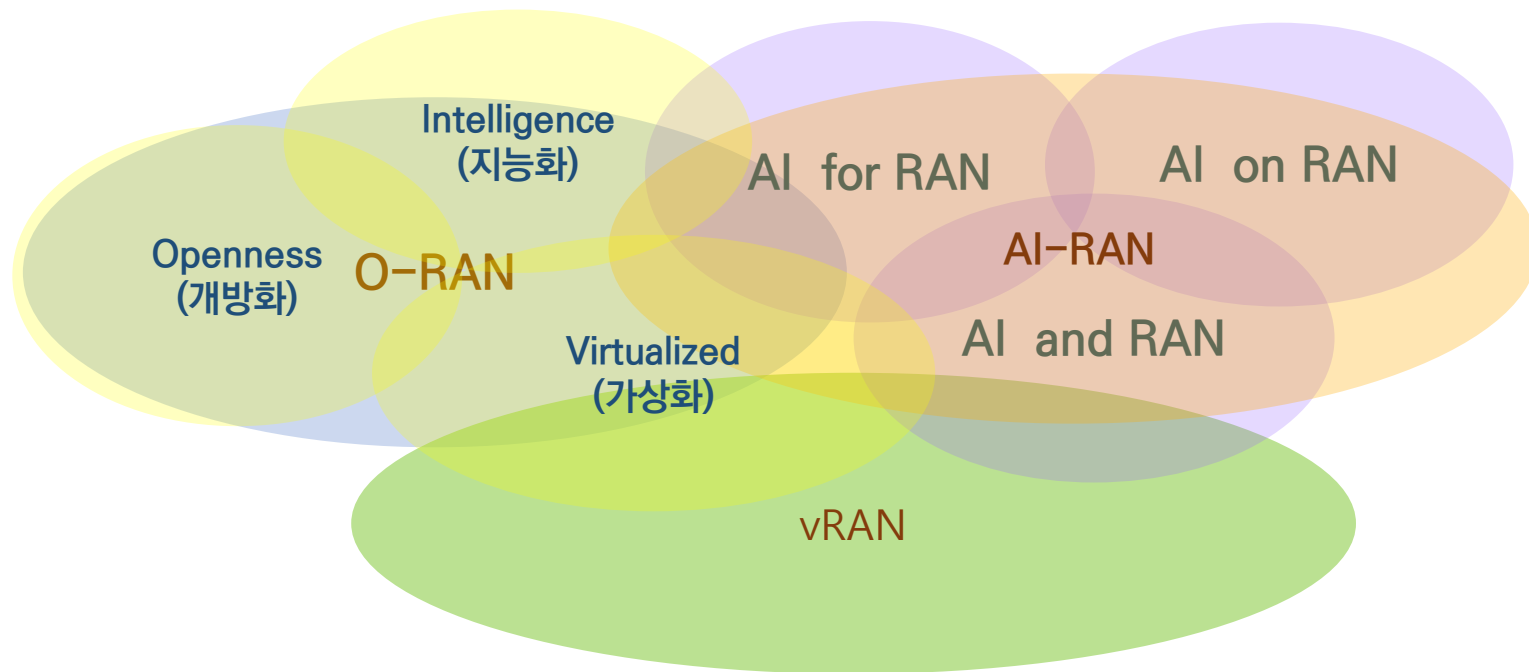 Intelligence
(지능화)
AI for RAN
AI on RAN
Openness
(개방화)
O-RAN
AI-RAN
Virtualized
(가상화)
AI and RAN
vRAN